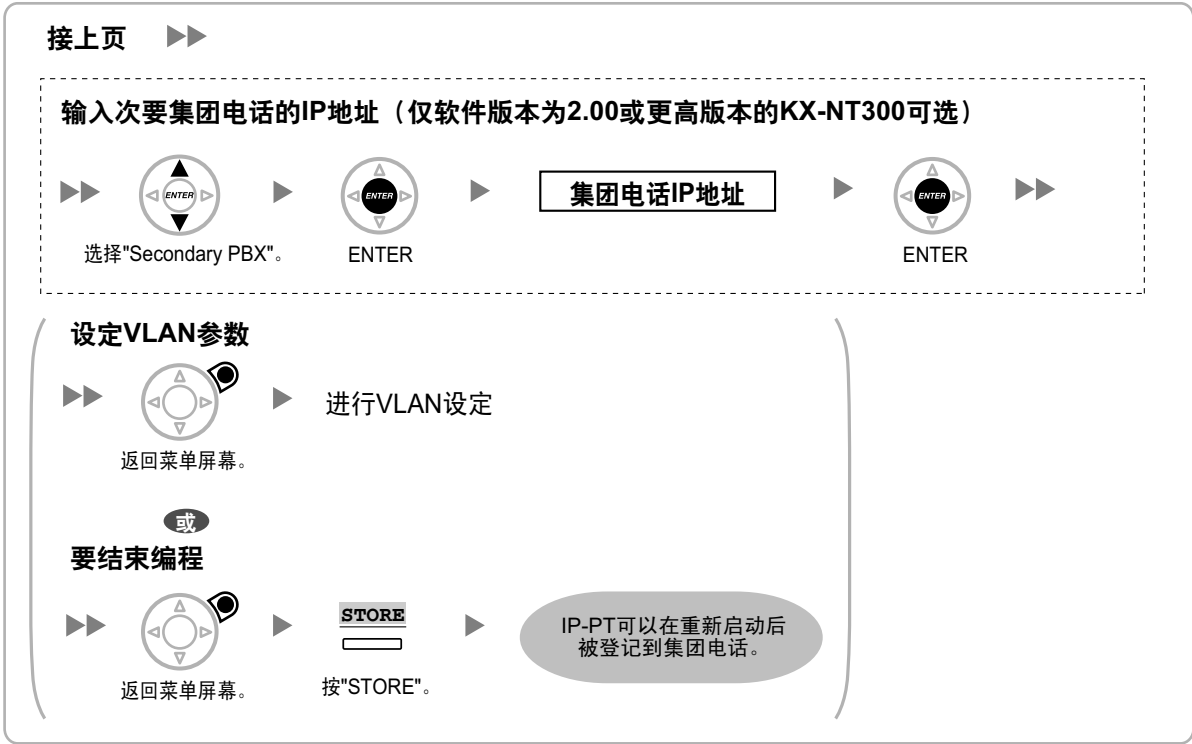 接上页
输入次要集团电话的IP地址（仅软件版本为2.00或更高版本的KX-NT300可选）
ENTER
ENTER
集团电话IP地址
ENTER
选择"Secondary PBX"。
ENTER
ENTER
设定VLAN参数
进行VLAN设定
返回菜单屏幕。
或
要结束编程
STORE
IP-PT可以在重新启动后
被登记到集团电话。
返回菜单屏幕。
按"STORE"。